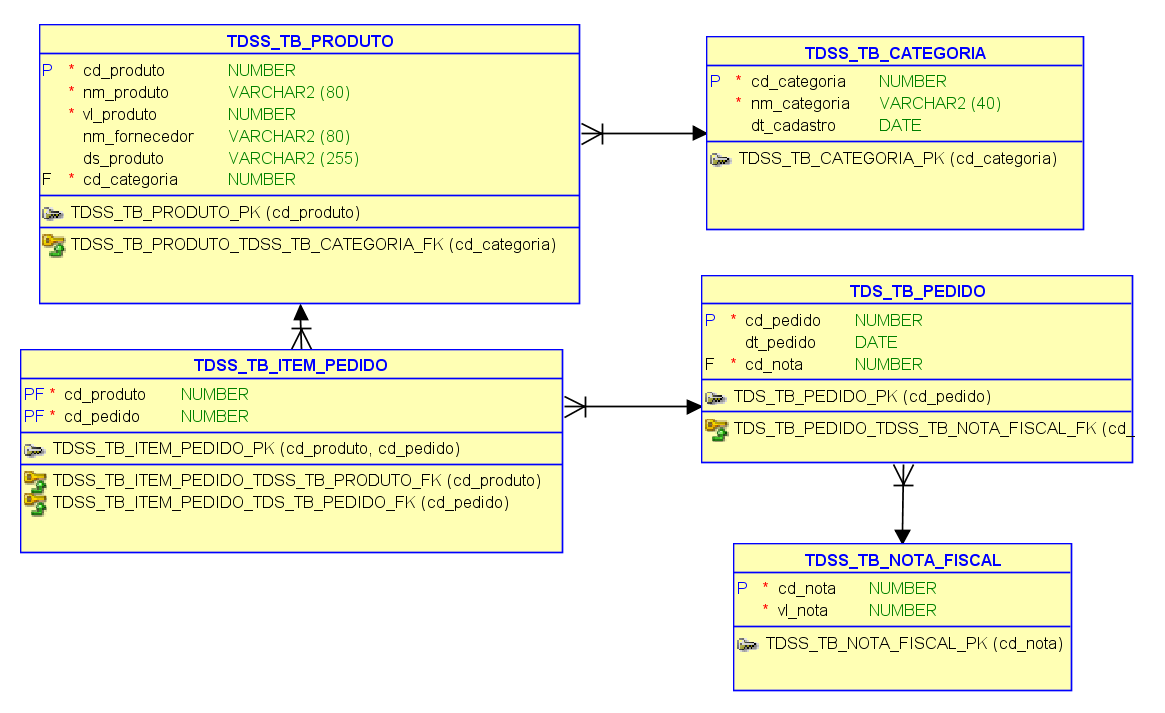 TDSS_TB_PRODUTO
P * cd_produto NUMBER
* nm_produto VARCHAR2 (80)
* vl_produto NUMBER
nm_fornecedor VARCHAR2 (80)
ds_produto VARCHAR2 (255)
F * cd_categoria NUMBER
TDSS_TB_PRODUTO_PK (cd_produto)
TDSS_TB_PRODUTO_TDSS_TB_CATEGORIA_FK (cd_categoria)
TDSS_TB_CATEGORIA
P * cd_categoria NUMBER
* nm_categoria VARCHAR2 (40)
dt_cadastro DATE
TDSS_TB_CATEGORIA_PK (cd_categoria)
TDSS_TB_ITEM_PEDIDO
PF * cd_produto NUMBER
PF * cd_pedido NUMBER
TDSS_TB_ITEM_PEDIDO_PK (cd_produto, cd_pedido)
TDSS_TB_ITEM_PEDIDO_TDSS_TB_PRODUTO_FK (cd_produto)
TDSS_TB_ITEM_PEDIDO_TDS_TB_PEDIDO_FK (cd_pedido)
TDS_TB_PEDIDO
P * cd_pedido NUMBER
dt_pedido DATE
F * cd_nota NUMBER
TDS_TB_PEDIDO_PK (cd_pedido)
TDS_TB_PEDIDO_TDSS_TB_NOTA_FISCAL_FK (cd_
TDSS_TB_NOTA_FISCAL
P * cd_nota NUMBER
* vl_nota NUMBER
TDSS_TB_NOTA_FISCAL_PK (cd_nota)